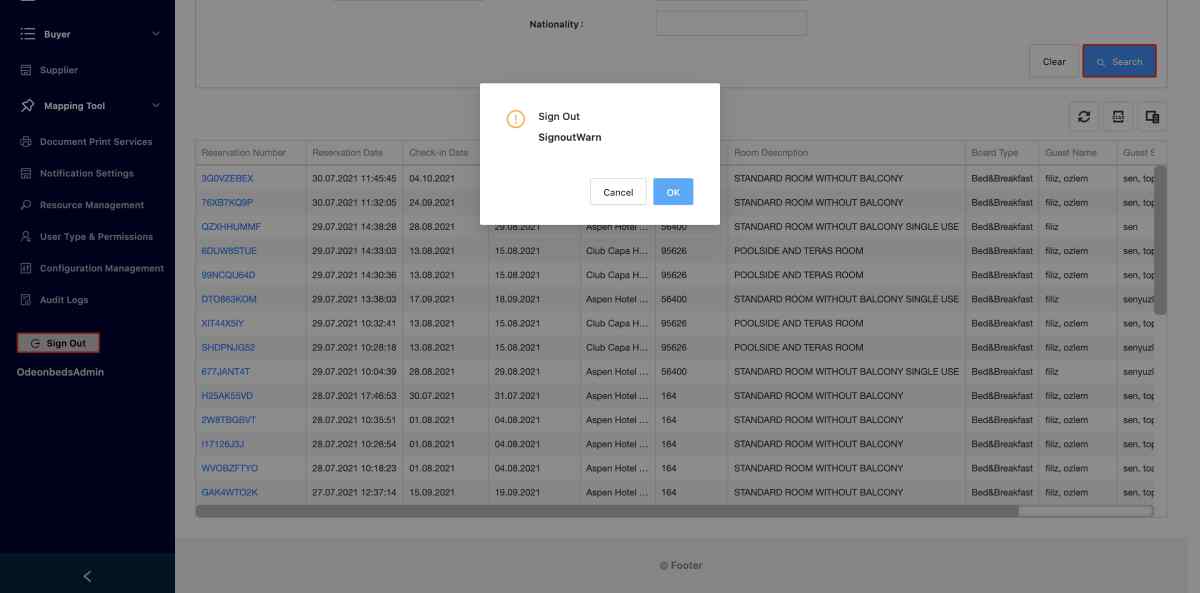 Buyer
Supplier
Mapping Tool
Document Print Services
Notification Settings
Resource Management
User Type & Permissions
Configuration Management
Audit Logs
Sign Out
OdeonbedsAdmin
Nationality :
Clear
Search
Sign Out
SignoutWarn
Cancel
OK
Reservation Number Reservation Date Check-in Date Room Description Board Type Guest Name Guest S
3G0VZEBEX 30.07.2021 11:45:45 04.10.2021 STANDARD ROOM WITHOUT BALCONY Bed&Breakfast filiz, ozlem sen, top
76XB7KQ9P 30.07.2021 11:32:05 24.09.2021 STANDARD ROOM WITHOUT BALCONY Bed&Breakfast filiz, ozlem sen, top
QZXHHUMMF 29.07.2021 14:38:28 28.08.2021 29.08.2021 Aspen Hotel ... 56400 STANDARD ROOM WITHOUT BALCONY SINGLE USE Bed&Breakfast filiz sen
6DUW8STUE 29.07.2021 14:33:03 13.08.2021 15.08.2021 Club Capa H... 95626 POOLSIDE AND TERAS ROOM Bed&Breakfast filiz, ozlem sen, top
99NCQU64D 29.07.2021 14:30:36 13.08.2021 15.08.2021 Club Capa H... 95626 POOLSIDE AND TERAS ROOM Bed&Breakfast filiz, ozlem sen, top
DTO863KOM 29.07.2021 13:38:03 17.09.2021 18.09.2021 Aspen Hotel ... 56400 STANDARD ROOM WITHOUT BALCONY SINGLE USE Bed&Breakfast filiz senyuzl
XIT44X5IY 29.07.2021 10:32:41 13.08.2021 15.08.2021 Club Capa H... 95626 POOLSIDE AND TERAS ROOM Bed&Breakfast filiz, ozlem sen, top
SHDPNJG52 29.07.2021 10:28:18 13.08.2021 15.08.2021 Club Capa H... 95626 POOLSIDE AND TERAS ROOM Bed&Breakfast filiz, ozlem sen, top
677JANT4T 29.07.2021 10:04:39 28.08.2021 29.08.2021 Aspen Hotel ... 56400 STANDARD ROOM WITHOUT BALCONY SINGLE USE Bed&Breakfast filiz senyuzl
H25AK55VD 28.07.2021 17:46:53 30.07.2021 31.07.2021 Aspen Hotel ... 164 STANDARD ROOM WITHOUT BALCONY Bed&Breakfast filiz, ozlem sen, top
2W8TBGBVT 28.07.2021 10:35:51 01.08.2021 04.08.2021 Aspen Hotel ... 164 STANDARD ROOM WITHOUT BALCONY Bed&Breakfast filiz, ozlem sen, top
I17126J3J 28.07.2021 10:26:54 01.08.2021 04.08.2021 Aspen Hotel ... 164 STANDARD ROOM WITHOUT BALCONY Bed&Breakfast filiz, ozlem sen, top
WVOBZFTYO 28.07.2021 10:18:23 01.08.2021 04.08.2021 Aspen Hotel ... 164 STANDARD ROOM WITHOUT BALCONY Bed&Breakfast filiz, ozlem sen, top
GAK4WTO2K 27.07.2021 12:37:14 15.09.2021 19.09.2021 Aspen Hotel ... 164 STANDARD ROOM WITHOUT BALCONY Bed&Breakfast filiz, ozlem sen, top
© Footer